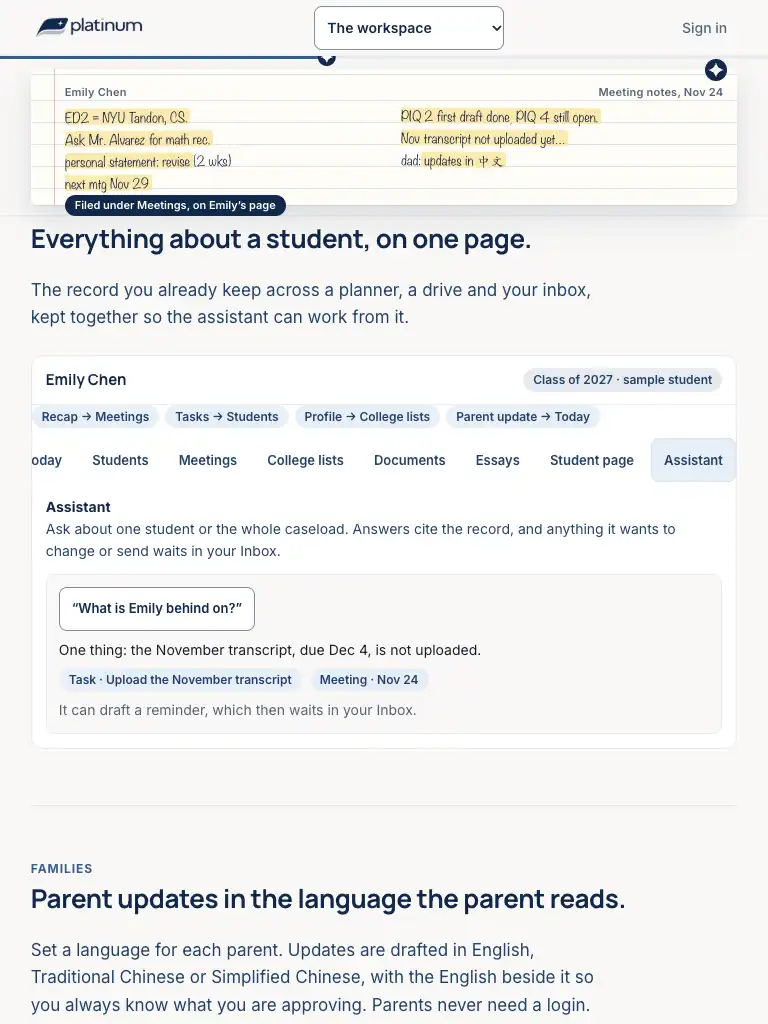 platinum
The workspace
Sign in
Emily Chen
Meeting notes, Nov 24
ED2 = NYU Tandon, CS.
Ask Mr. Alvarez for math rec.
personal statement: revise (2 wks)
next mtg Nov 29
PIQ 2 first draft done, PIQ 4 still open.
Nov transcript not uploaded yet...
dad: updates in 中文
Filed under Meetings, on Emily's page
Everything about a student, on one page.
The record you already keep across a planner, a drive and your inbox,
kept together so the assistant can work from it.
Emily Chen
Class of 2027 · sample student
Recap → Meetings
Tasks → Students
Profile → College lists
Parent update → Today
oday
Students
Meetings
College lists
Documents
Essays
Student page
Assistant
Assistant
Ask about one student or the whole caseload. Answers cite the record, and anything it wants to
change or send waits in your Inbox.
“What is Emily behind on?”
One thing: the November transcript, due Dec 4, is not uploaded.
Task · Upload the November transcript
Meeting · Nov 24
It can draft a reminder, which then waits in your Inbox.
FAMILIES
Parent updates in the language the parent reads.
Set a language for each parent. Updates are drafted in English,
Traditional Chinese or Simplified Chinese, with the English beside it so
you always know what you are approving. Parents never need a login.